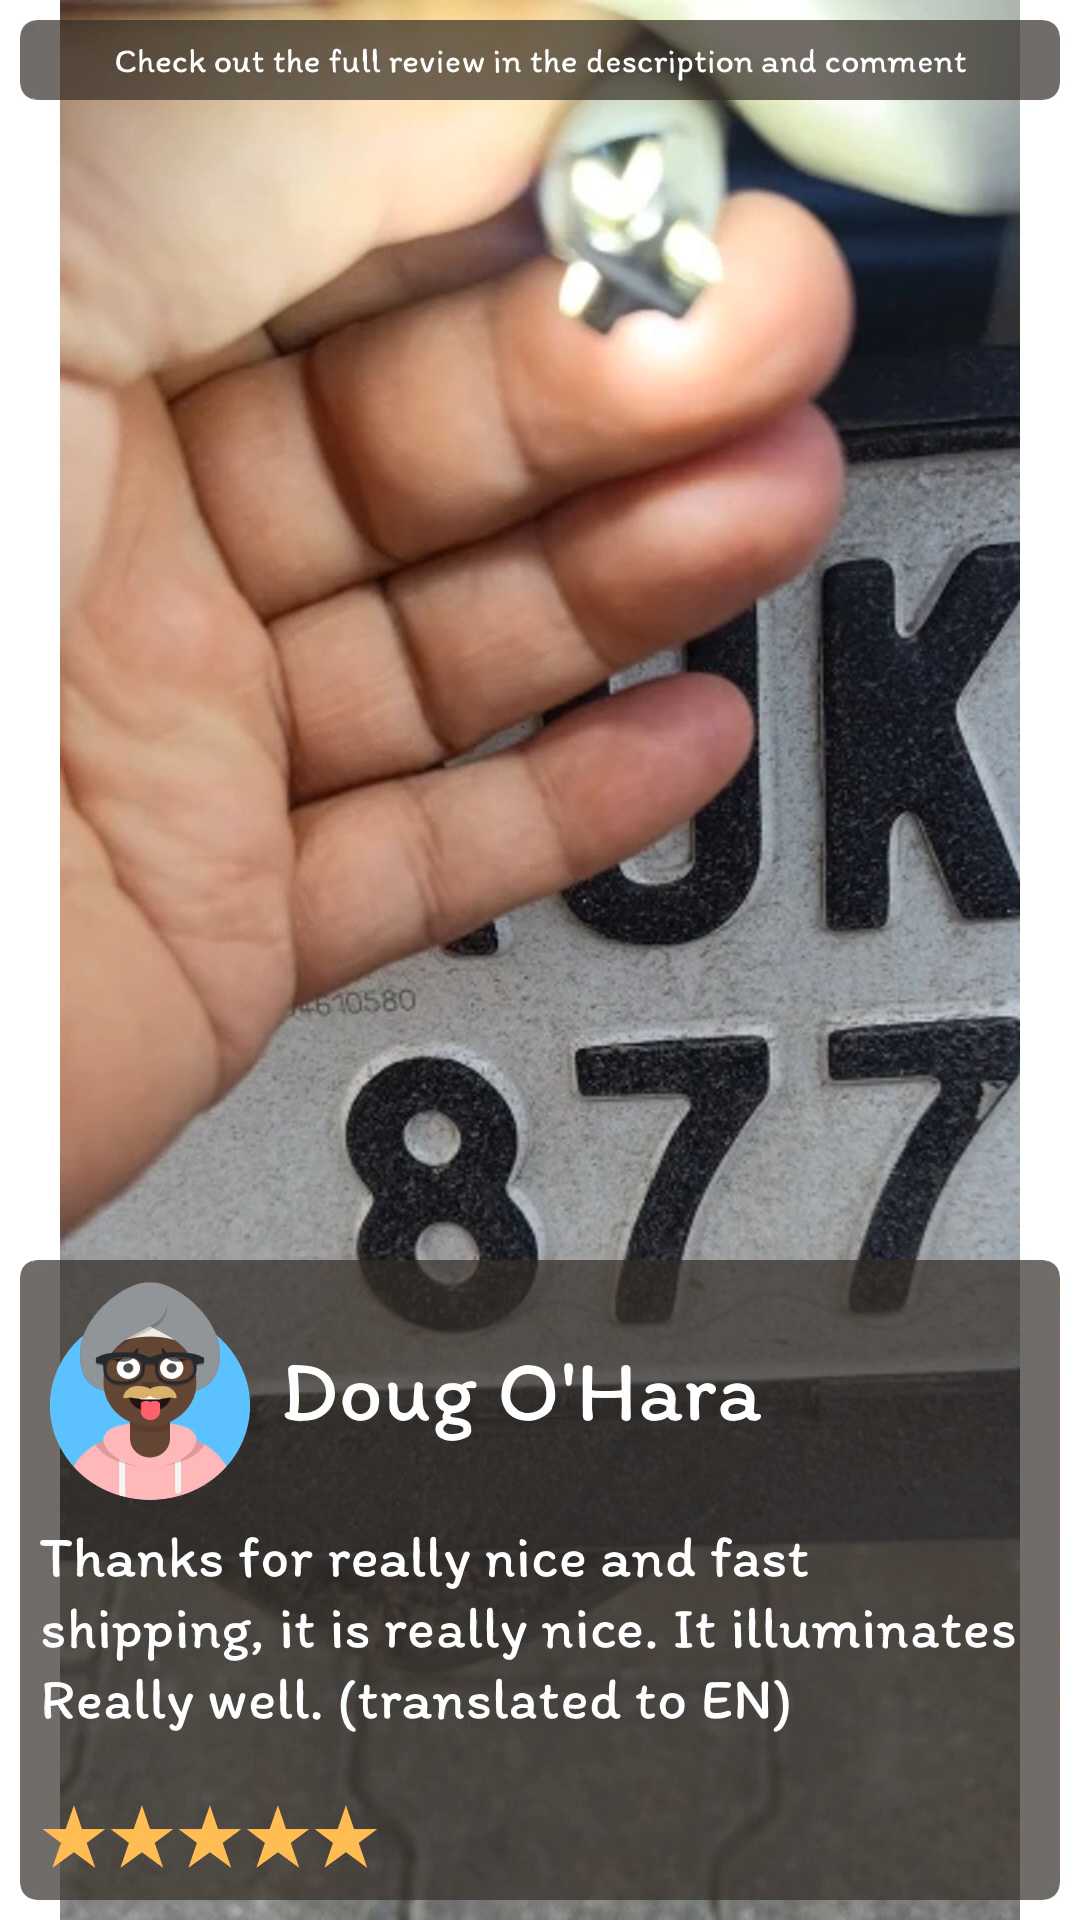 Check out the full review in the description and comment
UK
4610580
877
Doug O'Hara
Thanks for really nice and fast
shipping, it is really nice. It illuminates
Really well. (translated to EN)